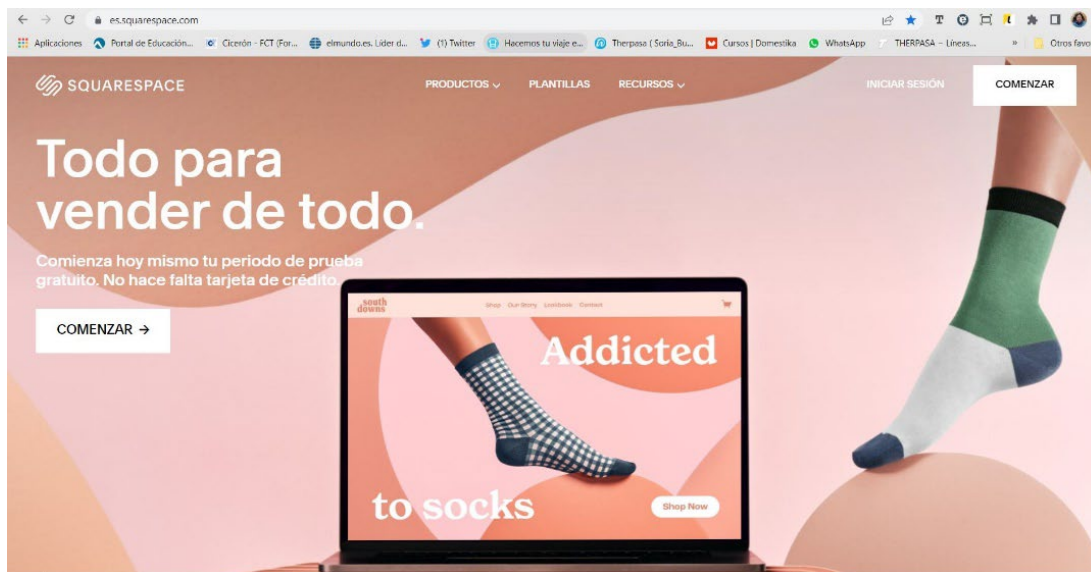 es.squarespace.com
Aplicaciones Portal de Educación... Cicerón - FCT (For... elmundo.es. Líder d... (1) Twitter Hacemos tu viaje e... Therpasa ( Soria_Bu... Cursos | Domestika WhatsApp THERPASA – Líneas... » Otros favo
SQUARESPACE PRODUCTOS PLANTILLAS RECURSOS INICIAR SESIÓN COMENZAR
Todo para
vender de todo.
Comienza hoy mismo tu periodo de prueba
gratuito. No hace falta tarjeta de crédito.
COMENZAR →
south
downs
Shop Our Story Lookbook Contact
Addicted
to socks
Shop Now